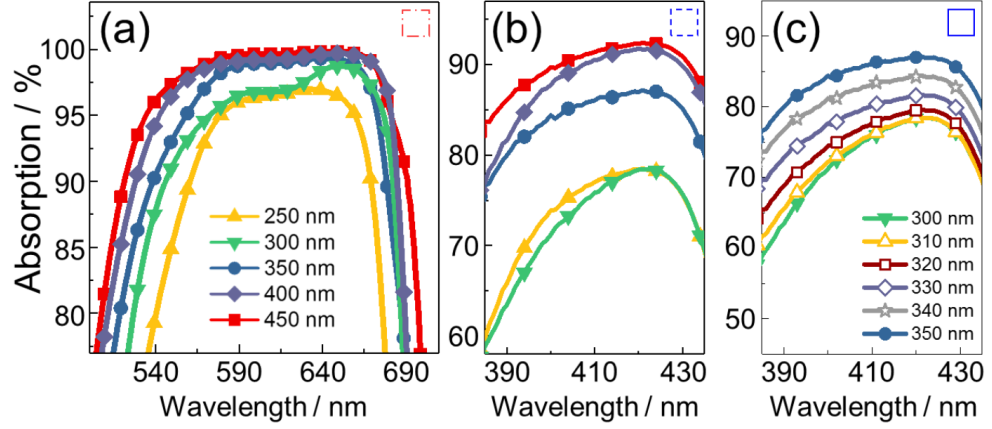 (a)
Absorption / %
100
95
90
85
80
540
590
640
690
Wavelength / nm
250 nm
300 nm
350 nm
400 nm
450 nm
(b)
90
80
70
60
390
410
430
Wavelength / nm
(c)
90
80
70
60
50
390
410
430
Wavelength / nm
300 nm
310 nm
320 nm
330 nm
340 nm
350 nm